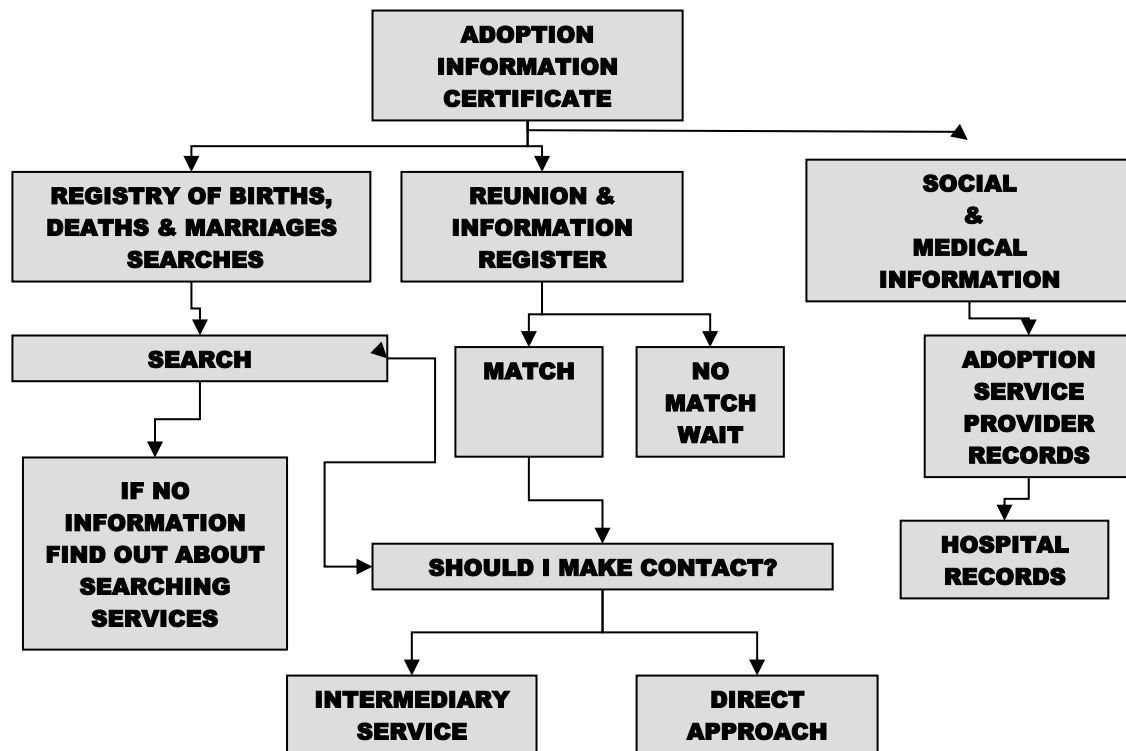 ADOPTION
INFORMATION
CERTIFICATE
REGISTRY OF BIRTHS,
DEATHS & MARRIAGES
SEARCHES
REUNION &
INFORMATION
REGISTER
SOCIAL
&
MEDICAL
INFORMATION
SEARCH
MATCH
NO
MATCH
WAIT
ADOPTION
SERVICE
PROVIDER
RECORDS
IF NO
INFORMATION
FIND OUT ABOUT
SEARCHING
SERVICES
SHOULD I MAKE CONTACT?
HOSPITAL
RECORDS
INTERMEDIARY
SERVICE
DIRECT
APPROACH